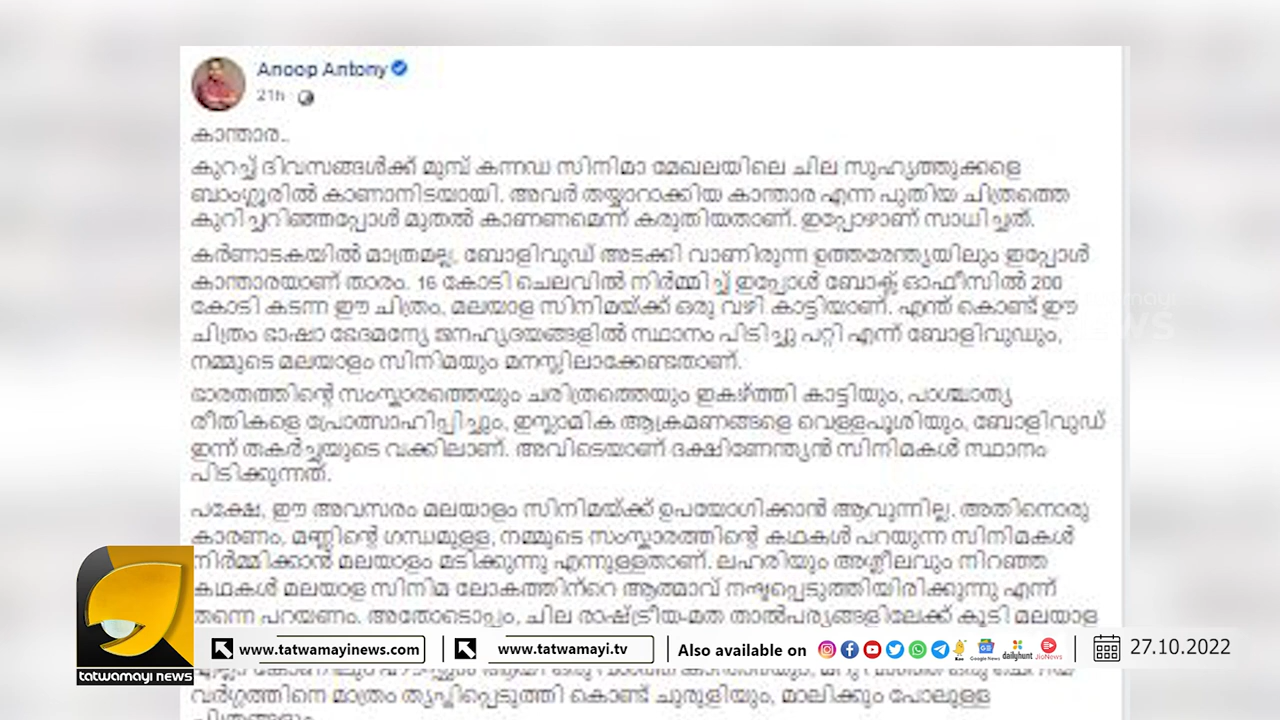 Anoop Antony
21h
കാന്താര..
കുറച്ച് ദിവസങ്ങൾക്ക് മുമ്പ് കന്നഡ സിനിമാ മേഖലയിലെ ചില സുഹൃത്തുക്കളെ
ബാംഗ്ലൂരിൽ കാണാനിടയായി. അവർ തയ്യാറാക്കിയ കാന്താര എന്ന പുതിയ ചിത്രത്തെ
കുറിച്ചറിഞ്ഞപ്പോൾ മുതൽ കാണണമെന്ന് കരുതിയതാണ്. ഇപ്പോഴാണ് സാധിച്ചത്.
കർണാടകയിൽ മാത്രമല്ല, ബോളിവുഡ് അടക്കി വാണിരുന്ന ഉത്തരേന്ത്യയിലും ഇപ്പോൾ
കാന്താരയാണ് താരം. 16 കോടി ചെലവിൽ നിർമ്മിച്ച് ഇപ്പോൾ ബോക്സ് ഓഫീസിൽ 200
കോടി കടന്ന ഈ ചിത്രം, മലയാള സിനിമയ്ക്ക് ഒരു വഴി കാട്ടിയാണ്. എന്ത് കൊണ്ട് ഈ
ചിത്രം ഭാഷാ ഭേദമന്യേ ജനഹൃദയങ്ങളിൽ സ്ഥാനം പിടിച്ചു പറ്റി എന്ന് ബോളിവുഡും,
നമ്മുടെ മലയാളം സിനിമയും മനസ്സിലാക്കേണ്ടതാണ്.
ഭാരതത്തിന്റെ സംസ്കാരത്തെയും ചരിത്രത്തെയും ഇകഴ്ത്തി കാട്ടിയും, പാശ്ചാത്യ
രീതികളെ പ്രോത്സാഹിപ്പിച്ചും, ഇസ്ലാമിക ആക്രമണങ്ങളെ വെള്ളപൂശിയും, ബോളിവുഡ്
ഇന്ന് തകർച്ചയുടെ വക്കിലാണ്. അവിടെയാണ് ദക്ഷിണേന്ത്യൻ സിനിമകൾ സ്ഥാനം
പിടിക്കുന്നത്.
പക്ഷേ, ഈ അവസരം മലയാളം സിനിമയ്ക്ക് ഉപയോഗിക്കാൻ ആവുന്നില്ല. അതിനൊരു
കാരണം, മണ്ണിന്റെ ഗന്ധമുള്ള, നമ്മുടെ സംസ്കാരത്തിന്റെ കഥകൾ പറയുന്ന സിനിമകൾ
നിർമ്മിക്കാൻ മലയാളം മടിക്കുന്നു എന്നുള്ളതാണ്. ലഹരിയും അശ്ലീലവും നിറഞ്ഞ
കഥകൾ മലയാള സിനിമ ലോകത്തിന്റെ ആത്മാവ് നഷ്ടപ്പെടുത്തിയിരിക്കുന്നു എന്ന്
തന്നെ പറയണം. അതോടൊപ്പം, ചില രാഷ്ട്രീയ-മത താൽപര്യങ്ങളിലേക്ക് കൂടി മലയാള
വർഗ്ഗത്തിനെ മാത്രം തൃപ്തിപ്പെടുത്തി കൊണ്ട് ചുരുളിയും, മാലിക്കും പോലുള്ള
tatwamayi news
www.tatwamayinews.com
www.tatwamayi.tv
Also available on
Koo
Google News
dailyhunt
JioNews
27.10.2022